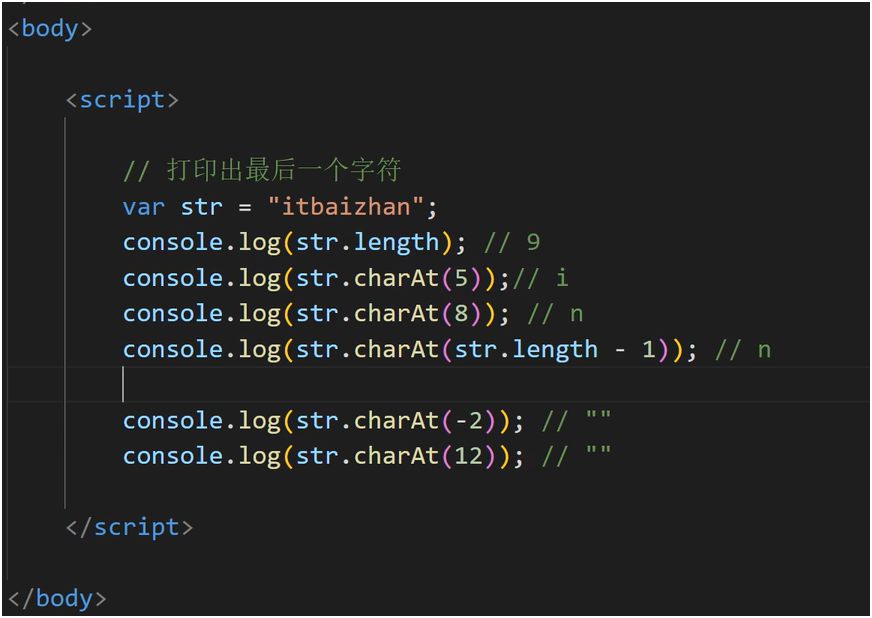 <body>
<script>
// 打印出最后一个字符
var str = "itbaizhan";
console.log(str.length); // 9
console.log(str.charAt(5));// i
console.log(str.charAt(8)); // n
console.log(str.charAt(str.length - 1)); // n
console.log(str.charAt(-2)); // ""
console.log(str.charAt(12)); // ""
</script>
</body>